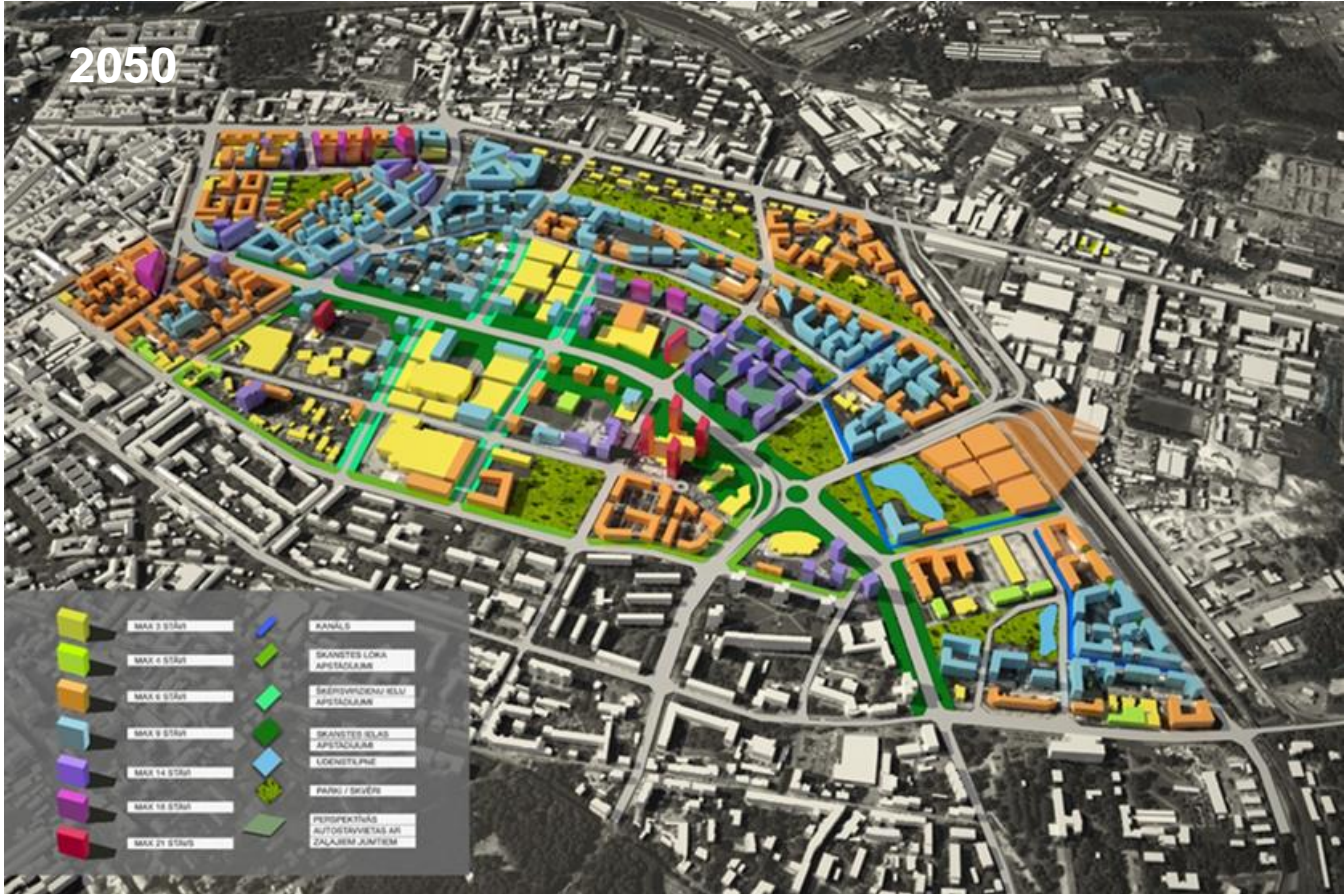 2050
MAX 3 STĀVI
MAX 4 STĀVI
MAX 6 STĀVI
MAX 9 STĀVI
MAX 14 STĀVI
MAX 18 STĀVI
MAX 21 STĀVS
KANĀLS
SKANSTES LOKA
APSTĀDĪJUMI
ŠĶĒRSVIRZIENU IELU
APSTĀDĪJUMI
SKANSTES IELAS
APSTĀDĪJUMI
ŪDENSTILPNE
PARKI / SKVĒRI
PERSPEKTĪVĀS
AUTOSTĀVVIETAS AR
ZAĻAJIEM JUMTIEM